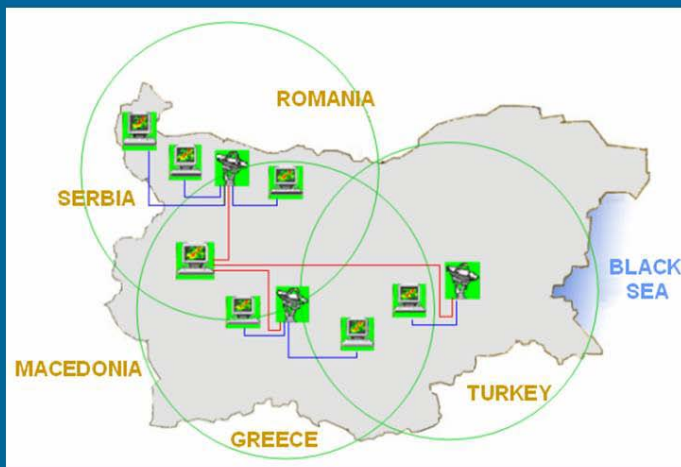 ROMANIA
SERBIA
BLACK
SEA
MACEDONIA
TURKEY
GREECE